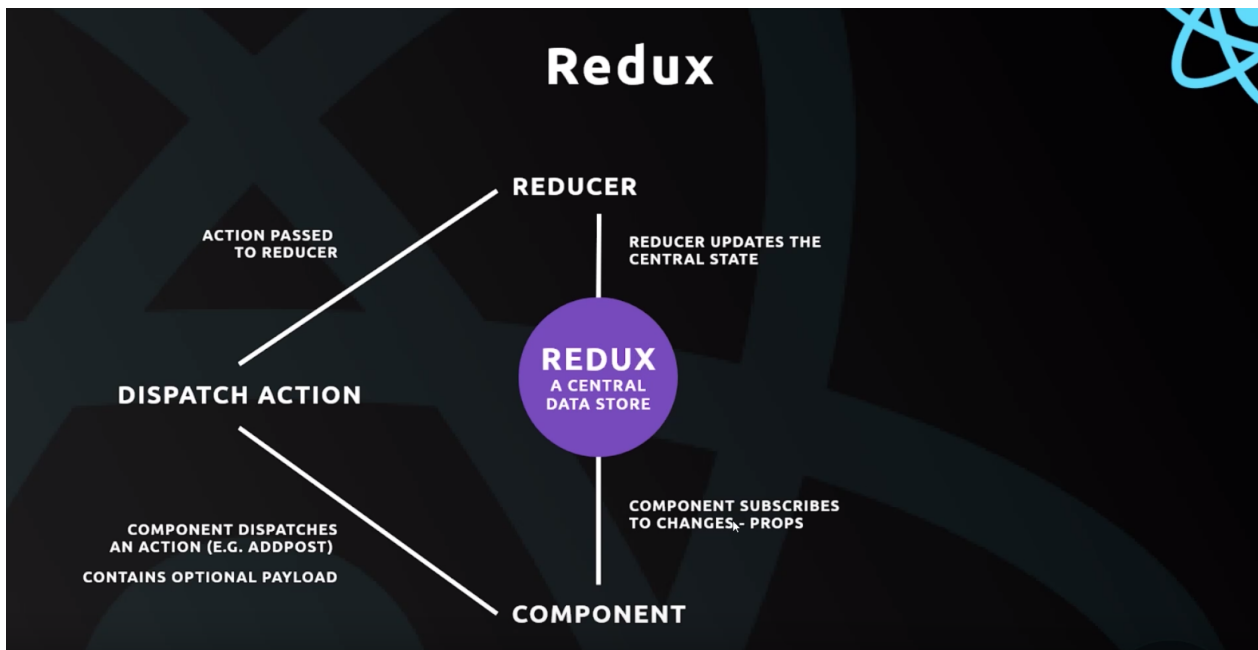 Redux
REDUCER
ACTION PASSED
TO REDUCER
REDUCER UPDATES THE
CENTRAL STATE
REDUX
A CENTRAL
DATA STORE
DISPATCH ACTION
COMPONENT SUBSCRIBES
TO CHANGES - PROPS
COMPONENT DISPATCHES
AN ACTION (E.G. ADDPOST)
CONTAINS OPTIONAL PAYLOAD
COMPONENT